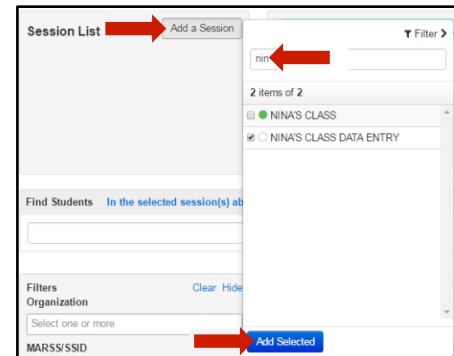 Session List
Add a Session
Filter
nin
2 items of 2
NINA'S CLASS
NINA'S CLASS DATA ENTRY
Find Students In the selected session(s) ab
Filters
Clear Hide
Organization
Select one or more
MARSS/SSID
Add Selected